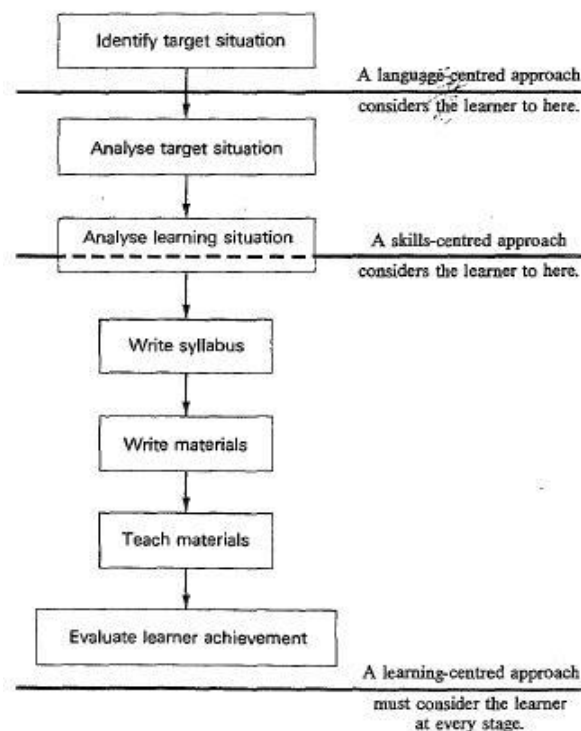 Identify target situation
A language-centred approach
considers the learner to here.
Analyse target situation
Analyse learning situation
A skills-centred approach
considers the learner to here.
Write syllabus
Write materials
Teach materials
Evaluate learner achievement
A learning-centred approach
must consider the learner
at every stage.